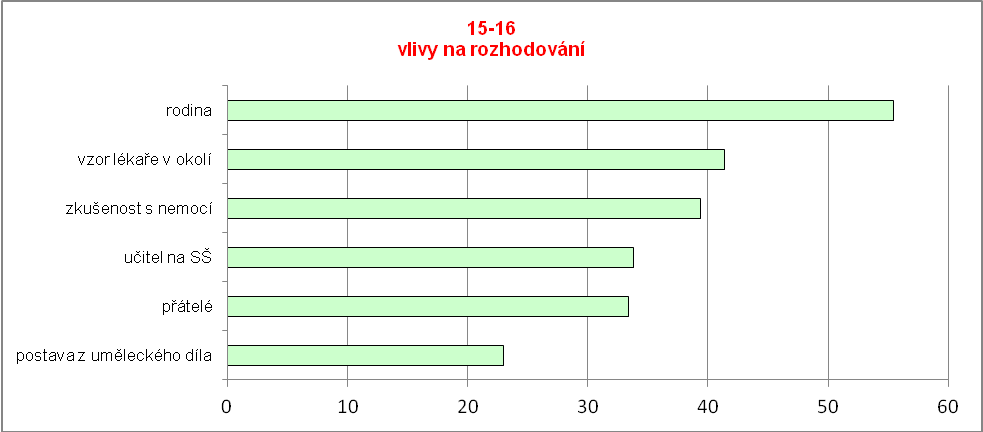 15-16
vlivy na rozhodování
rodina
vzor lékaře v okolí
zkušenost s nemocí
učitel na SŠ
přátelé
postava z uměleckého díla
0 10 20 30 40 50 60